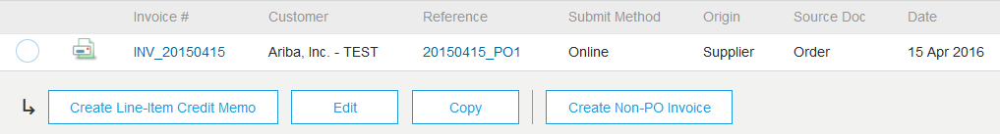 Invoice # Customer Reference Submit Method Origin Source Doc Date
INV_20150415 Ariba, Inc. - TEST 20150415_PO1 Online Supplier Order 15 Apr 2016
Create Line-Item Credit Memo Edit Copy Create Non-PO Invoice